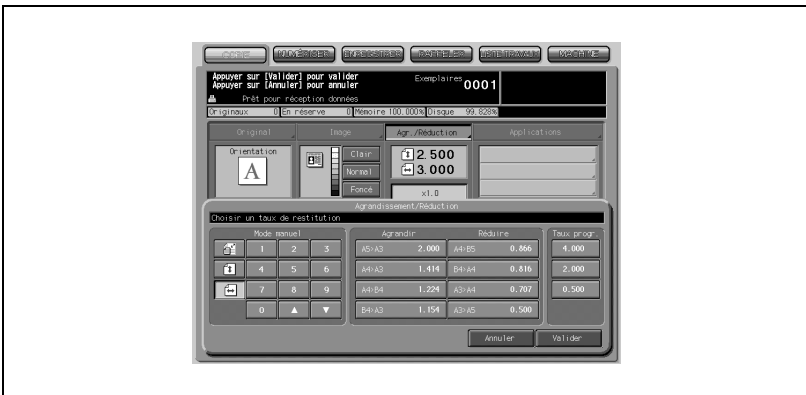 COPIE NUMÉRISER ENREGISTRER RAPPELER LISTE TRAVAUX MACHINE
Appuyer sur [Valider] pour valider
Appuyer sur [Annuler] pour annuler
Exemplaires 0001
Prêt pour réception données
Originaux 0 En réserve 0 Mémoire 100.000% Disque 99.828%
Original Image Agr./Réduction Applications
Orientation
A
Clair
Normal
Foncé
2.500
3.000
x1.0
Agrandissement/Réduction
Choisir un taux de restitution
Mode manuel Agrandir Réduire Taux progr.
1 2 3 A5>A3 2.000 A4>B5 0.866 4.000
4 5 6 A4>A3 1.414 B4>A4 0.816 2.000
7 8 9 A4>B4 1.224 A3>A4 0.707 0.500
0 ▲ ▼ B4>A3 1.154 A3>A5 0.500
Annuler Valider